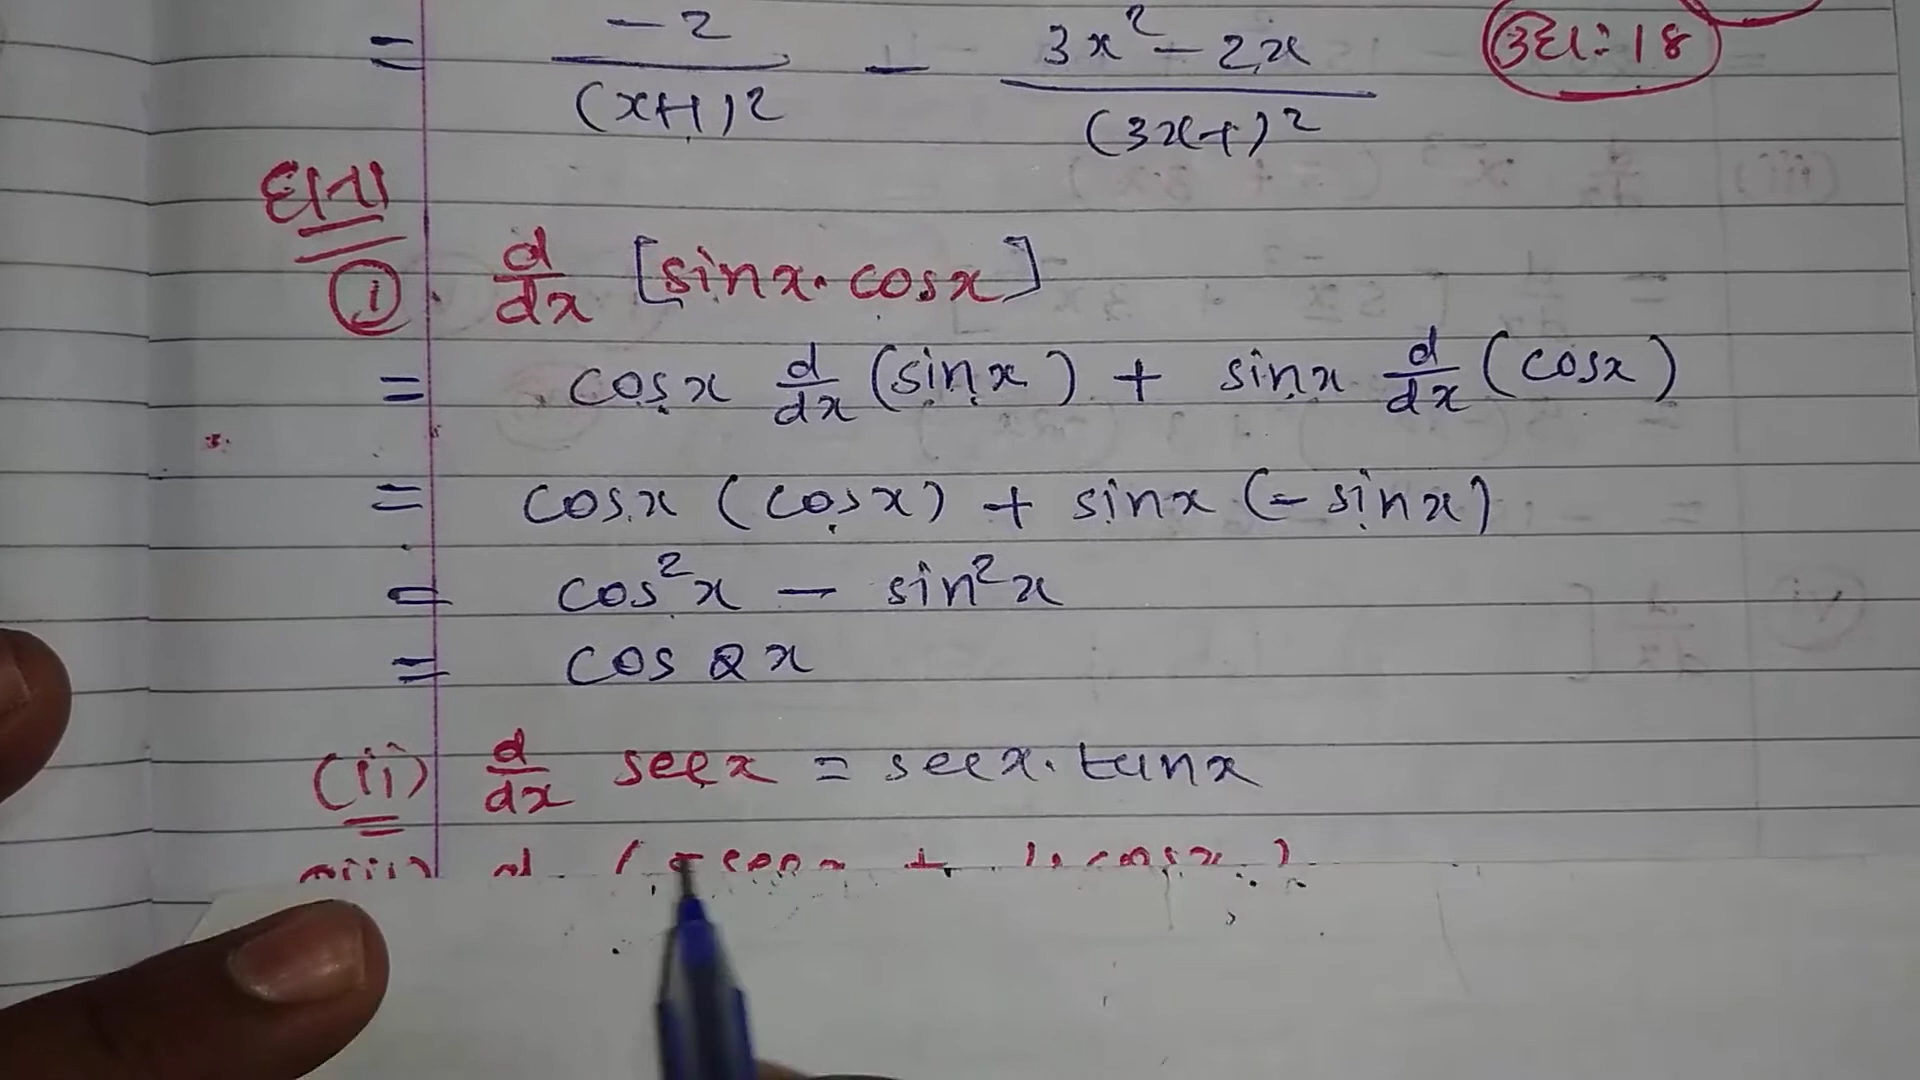 = -2/(x+1)² - 3x²-2x/(3x+)² ઉદા:18
દાખલા
① d/dx [sinx.cosx]
= cosx d/dx (sinx) + sinx d/dx (cosx)
= cosx (cosx) + sinx (-sinx)
= cos²x - sin²x
= cos 2x
(ii) d/dx secx = secx.tanx